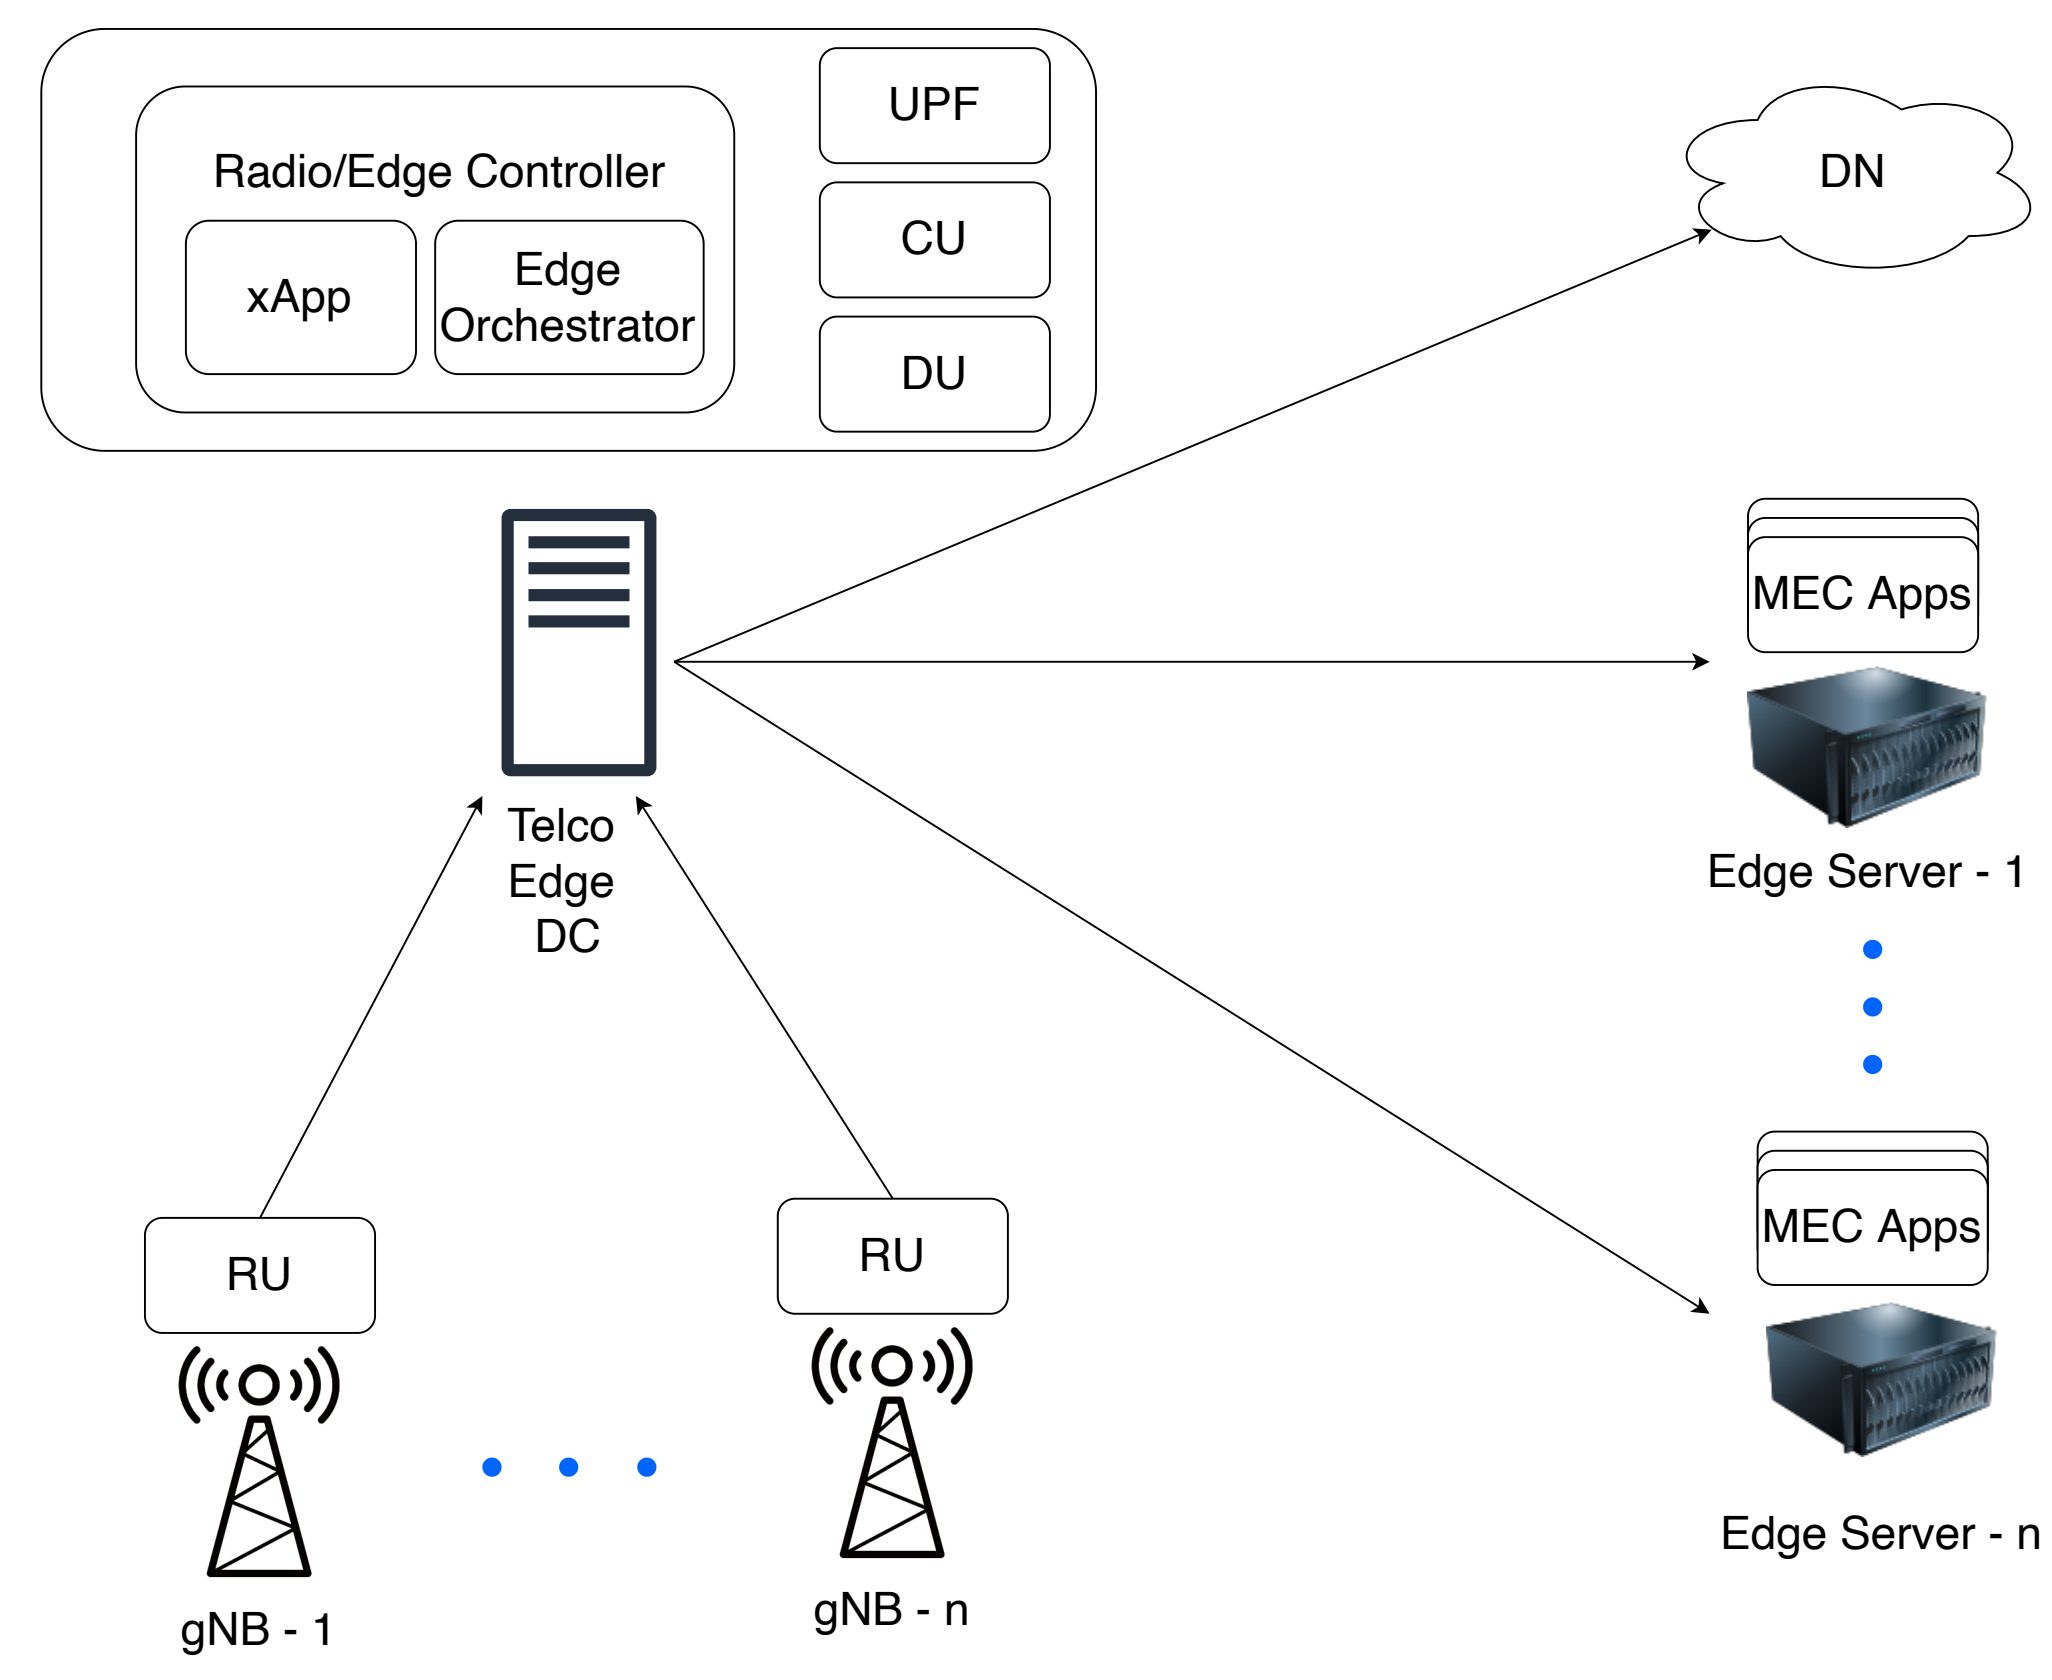 UPF
Radio/Edge Controller
xApp
Edge
Orchestrator
CU
DU
DN
MEC Apps
Edge Server - 1
Telco
Edge
DC
MEC Apps
Edge Server - n
RU
RU
gNB - 1
gNB - n